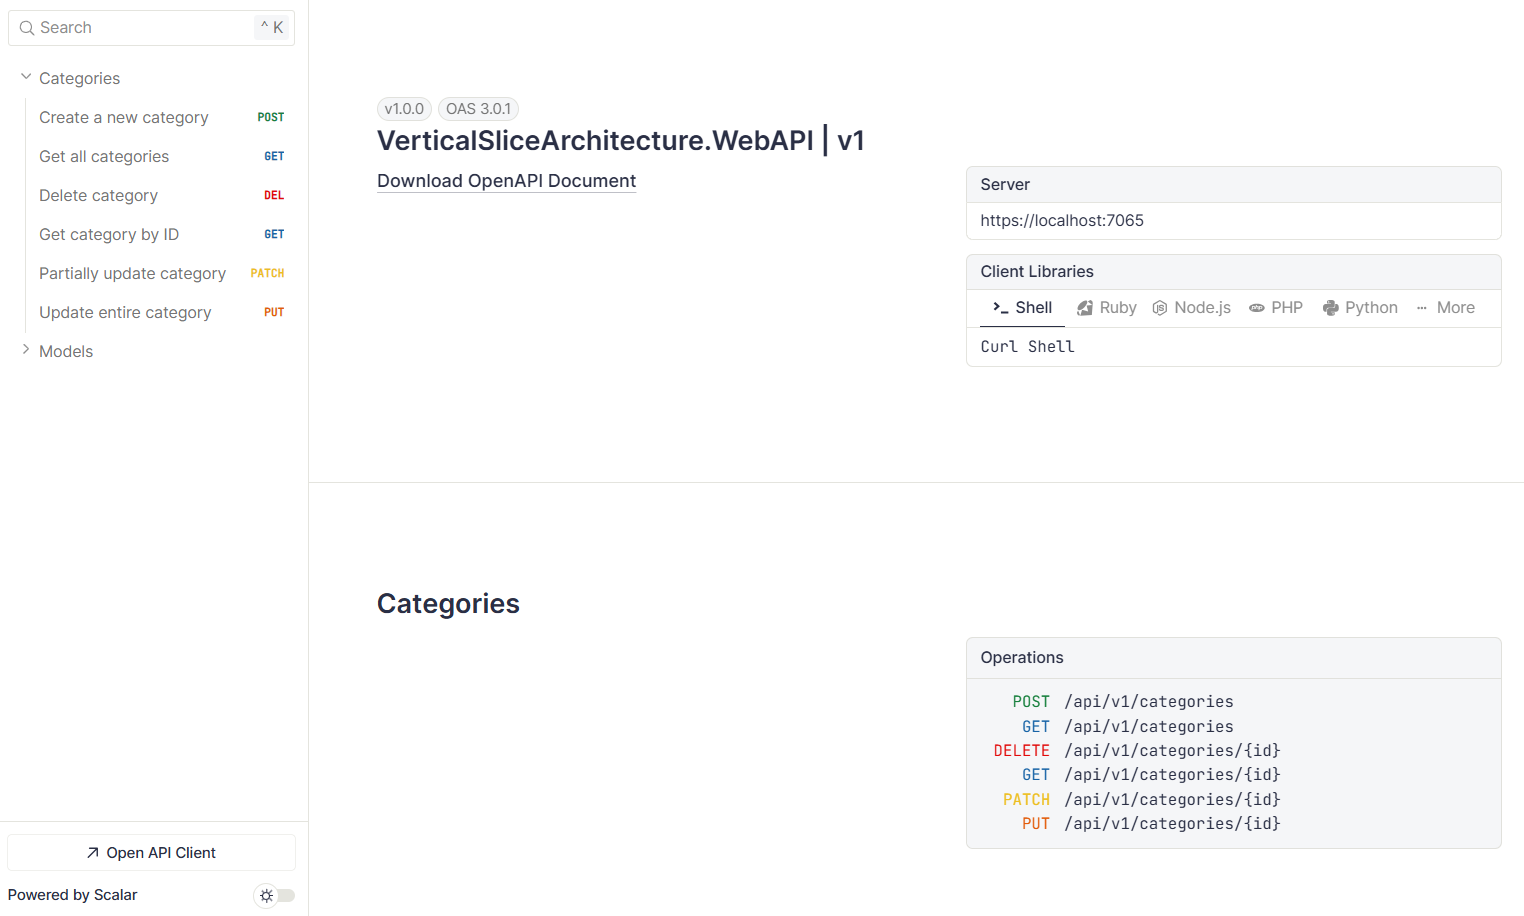 Search
^ K
Categories
Create a new category POST
Get all categories GET
Delete category DEL
Get category by ID GET
Partially update category PATCH
Update entire category PUT
Models
Open API Client
Powered by Scalar
v1.0.0 OAS 3.0.1
VerticalSliceArchitecture.WebAPI | v1
Download OpenAPI Document
Server
https://localhost:7065
Client Libraries
Shell Ruby Node.js PHP Python ··· More
Curl Shell
Categories
Operations
POST /api/v1/categories
GET /api/v1/categories
DELETE /api/v1/categories/{id}
GET /api/v1/categories/{id}
PATCH /api/v1/categories/{id}
PUT /api/v1/categories/{id}